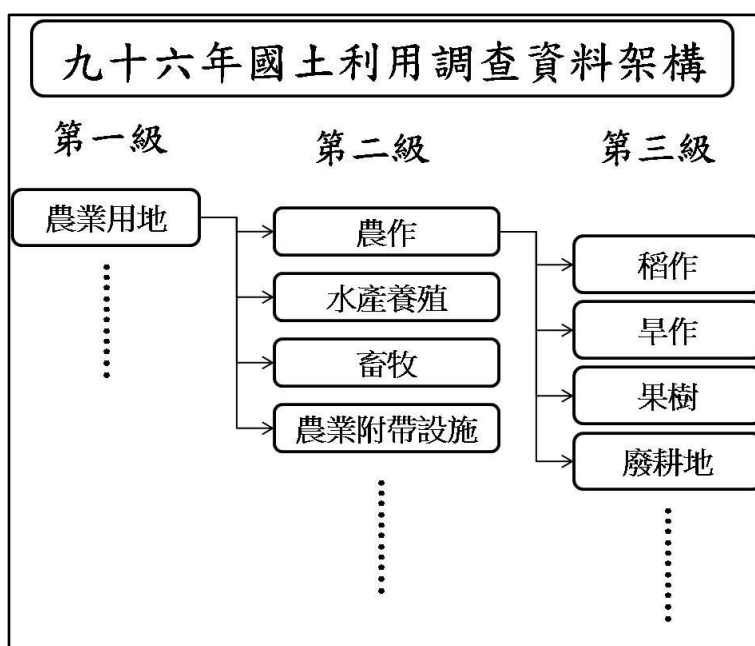 九十六年國土利用調查資料架構
第一級
第二級
第三級
農業用地
農作
水產養殖
畜牧
農業附帶設施
稻作
旱作
果樹
廢耕地